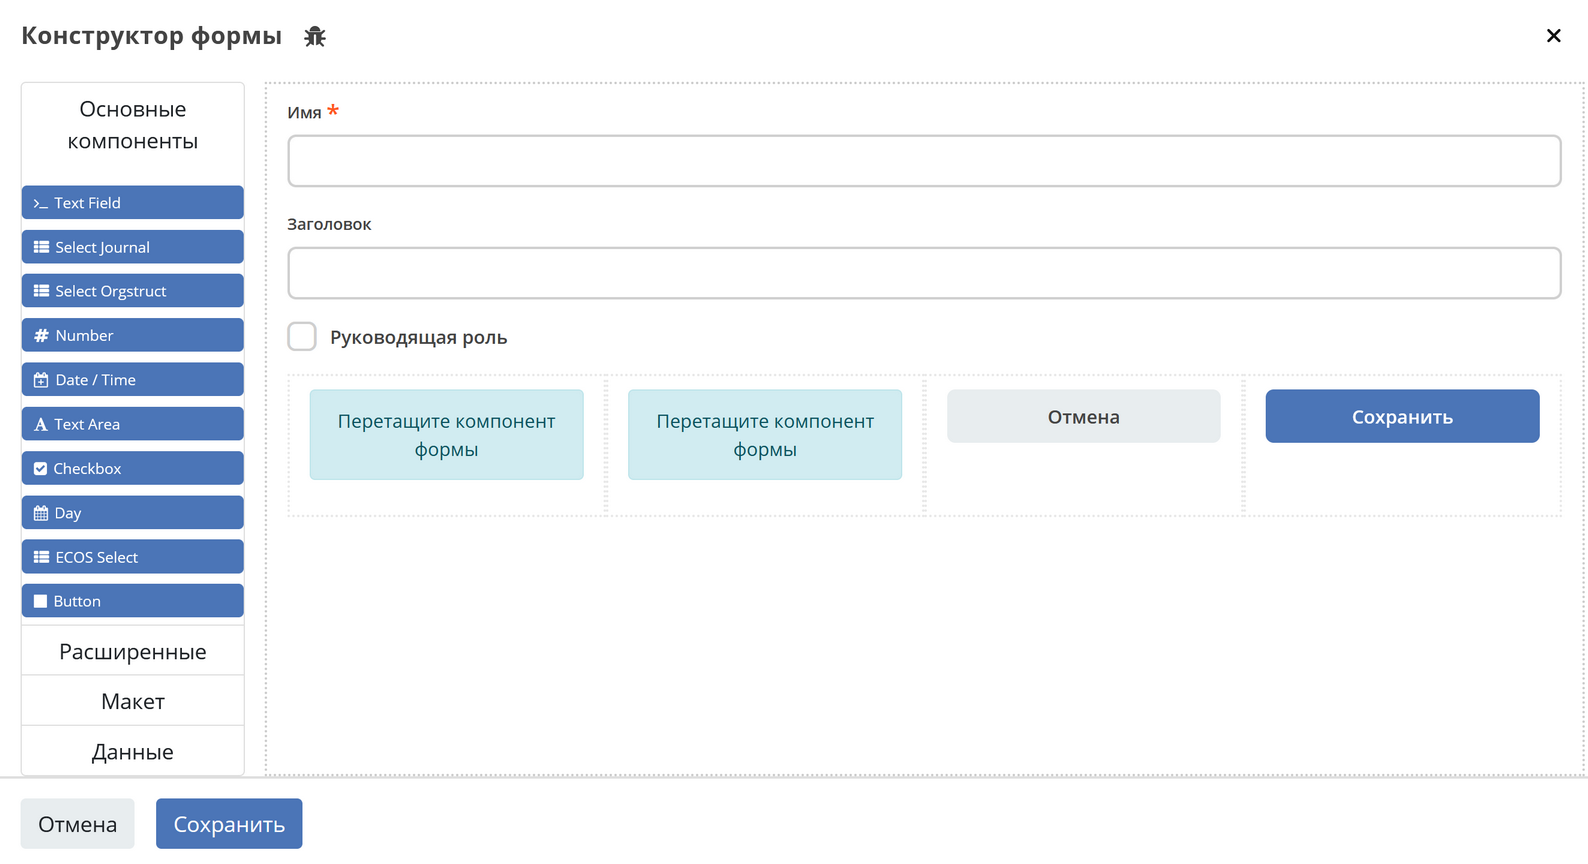 Конструктор формы
Основные
компоненты
Text Field
Select Journal
Select Orgstruct
Number
Date / Time
Text Area
Checkbox
Day
ECOS Select
Button
Расширенные
Макет
Данные
Имя *
Заголовок
Руководящая роль
Перетащите компонент
формы
Перетащите компонент
формы
Отмена
Сохранить
Отмена
Сохранить